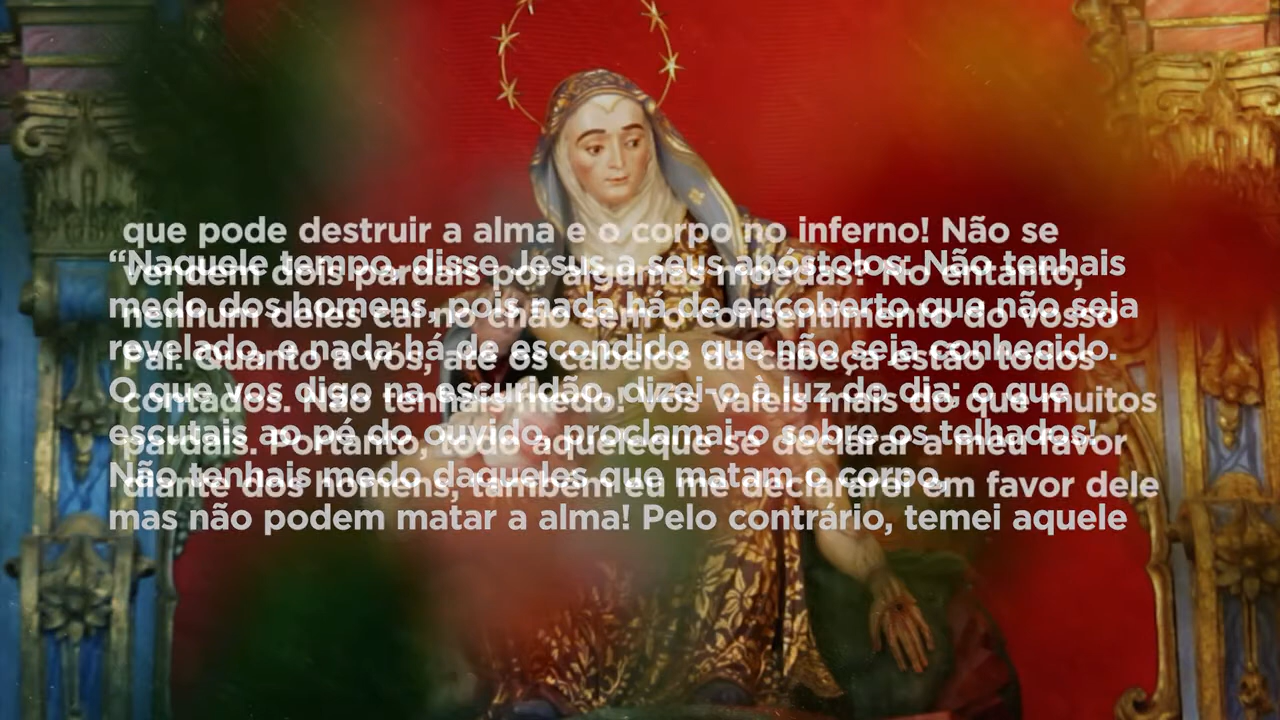 “Naquele tempo, disse Jesus a seus apóstolos: Não tenhais
medo dos homens, pois nada há de encoberto que não seja
revelado, e nada há de escondido que não seja conhecido.
O que vos digo na escuridão, dizei-o à luz do dia; o que
escutais ao pé do ouvido, proclamai-o sobre os telhados!
Não tenhais medo daqueles que matam o corpo,
mas não podem matar a alma! Pelo contrário, temei aquele
que pode destruir a alma e o corpo no inferno! Não se
vendem dois pardais por algumas moedas? No entanto,
nenhum deles cai no chão sem o consentimento do vosso
Pai. Quanto a vós, até os cabelos da cabeça estão todos
contados. Não tenhais medo! Vós valeis mais do que muitos
pardais. Portanto, todo aquele que se declarar a meu favor
diante dos homens, também eu me declararei em favor dele